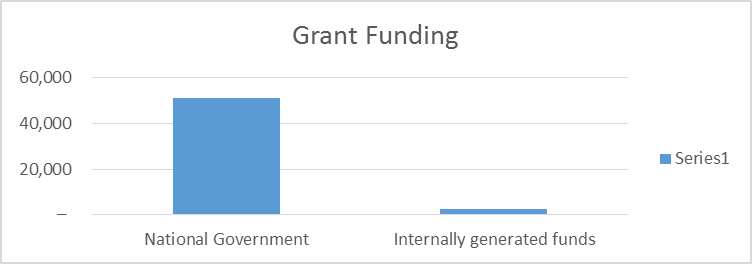 Grant Funding
60,000
40,000
20,000
–
National Government
Internally generated funds
Series1